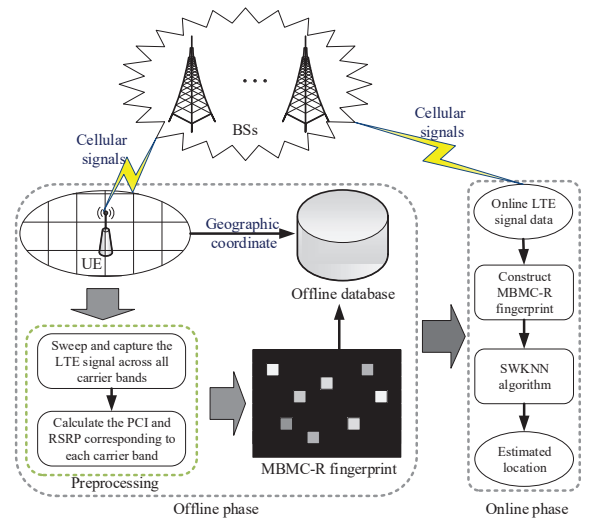 BSs
Cellular
signals
Cellular
signals
UE
Geographic
coordinate
Offline database
Sweep and capture the
LTE signal across all
carrier bands
Calculate the PCI and
RSRP corresponding to
each carrier band
Preprocessing
MBMC-R fingerprint
Offline phase
Online LTE
signal data
Construct
MBMC-R
fingerprint
SWKNN
algorithm
Estimated
location
Online phase